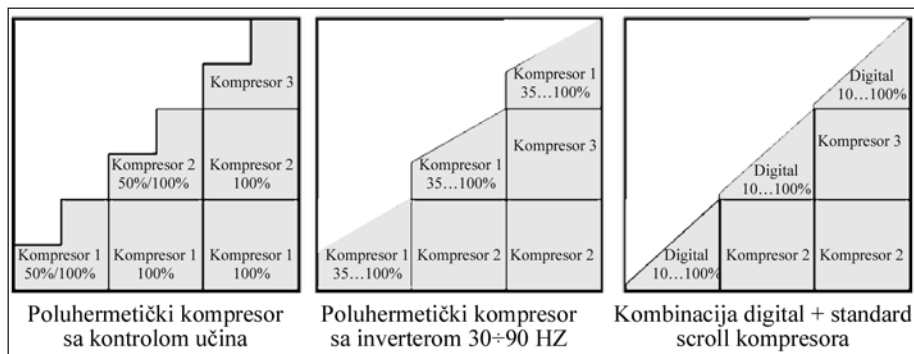 Kompresor 3
Kompresor 2
50%/100%
Kompresor 2
100%
Kompresor 1
50%/100%
Kompresor 1
100%
Kompresor 1
100%
Poluhermetički kompresor
sa kontrolom učina
Kompresor 1
35...100%
Kompresor 1
35...100%
Kompresor 3
Kompresor 1
35...100%
Kompresor 2
Kompresor 2
Poluhermetički kompresor
sa inverterom 30÷90 HZ
Digital
10...100%
Digital
10...100%
Kompresor 3
Digital
10...100%
Kompresor 2
Kompresor 2
Kombinacija digital + standard
scroll kompresora